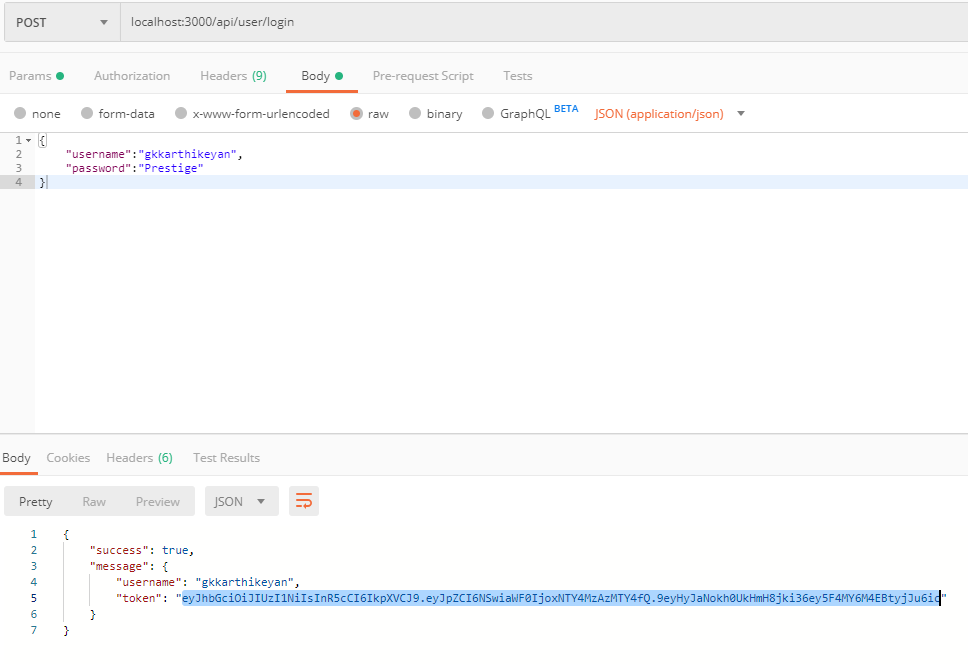 POST localhost:3000/api/user/login
Params Authorization Headers (9) Body Pre-request Script Tests
none form-data x-www-form-urlencoded raw binary GraphQL BETA JSON (application/json)
1 {
2 "username":"gkkarthikeyan",
3 "password":"Prestige"
4 }
Body Cookies Headers (6) Test Results
Pretty Raw Preview JSON
1 {
2 "success": true,
3 "message": {
4 "username": "gkkarthikeyan",
5 "token": "eyJhbGciOiJIUzI1NiIsInR5cCI6IkpXVCJ9.eyJpZCI6NSwiaWF0IjoxNTY4MzAzMTY4fQ.9eyHyJaNokh0UkHmH8jki36ey5F4MY6M4EBtyjJu6ic"
6 }
7 }